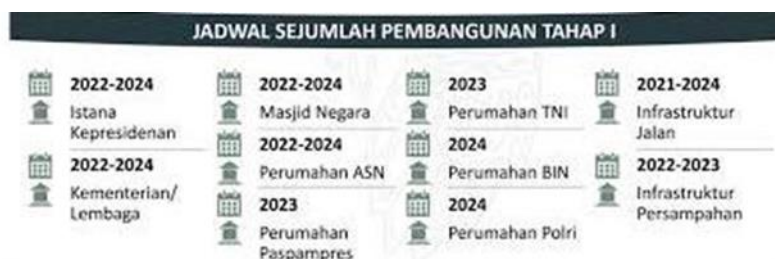 JADWAL SEJUMLAH PEMBANGUNAN TAHAP I
2022-2024
Istana
Kepresidenan
2022-2024
Kementerian/
Lembaga
2022-2024
Masjid Negara
2022-2024
Perumahan ASN
2023
Perumahan
Paspampres
2023
Perumahan TNI
2024
Perumahan BIN
2024
Perumahan Polri
2021-2024
Infrastruktur
Jalan
2022-2023
Infrastruktur
Persampahan